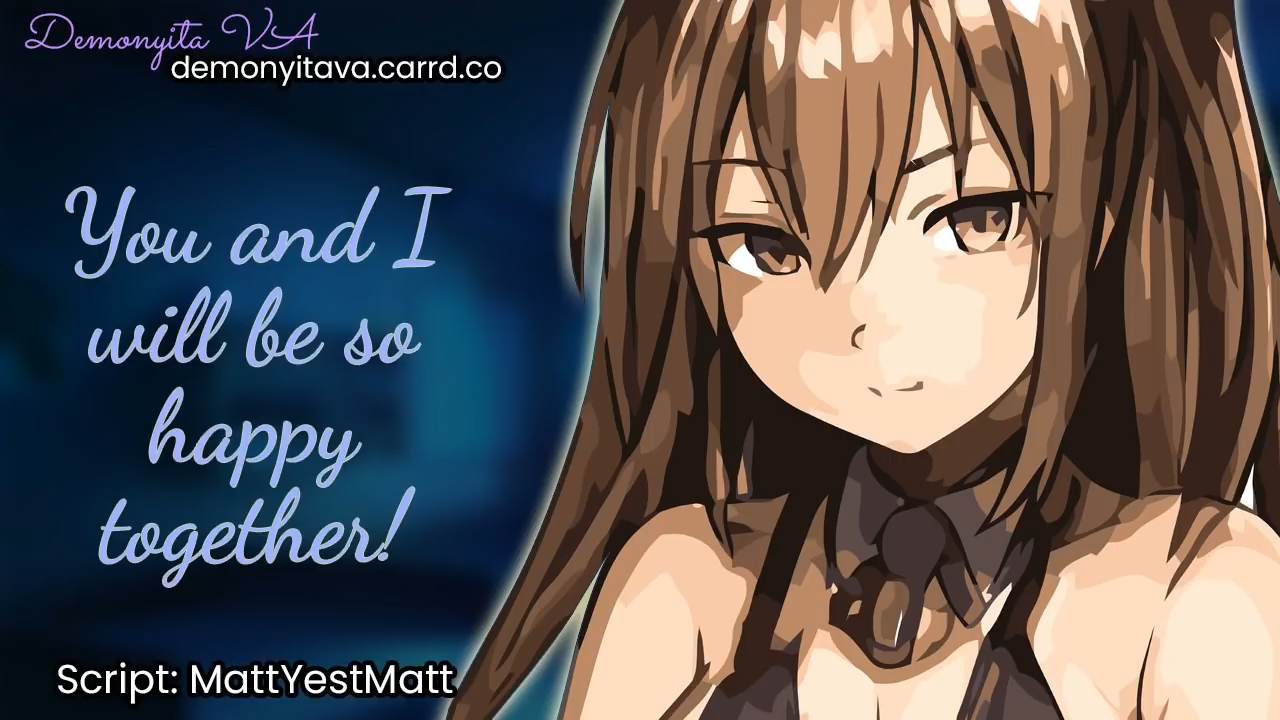 Demonyita VA
demonyitava.carrd.co
You and I
will be so
happy
together!
Script: MattYestMatt